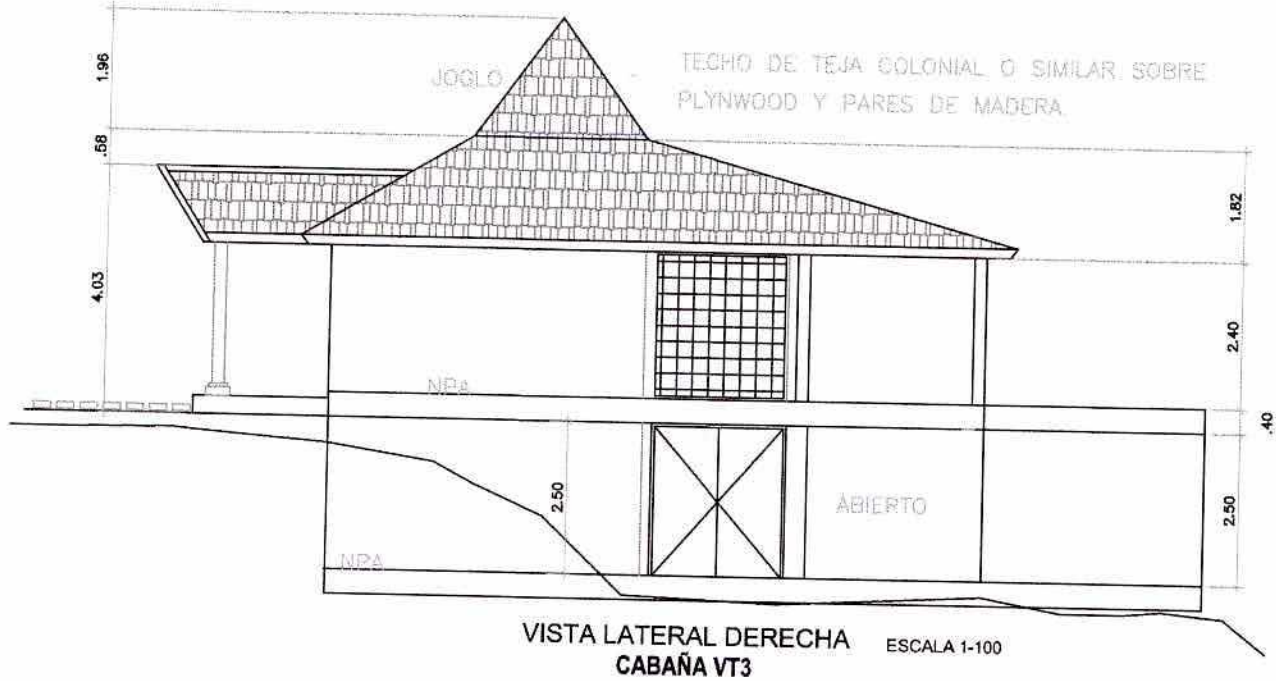 1.96
JOGLO
TECHO DE TEJA COLONIAL O SIMILAR SOBRE
PLYNWOOD Y PARES DE MADERA.
.58
1.82
4.03
2.40
NPA
.40
2.50
ABIERTO
2.50
NPA
VISTA LATERAL DERECHA ESCALA 1-100
CABAÑA VT3